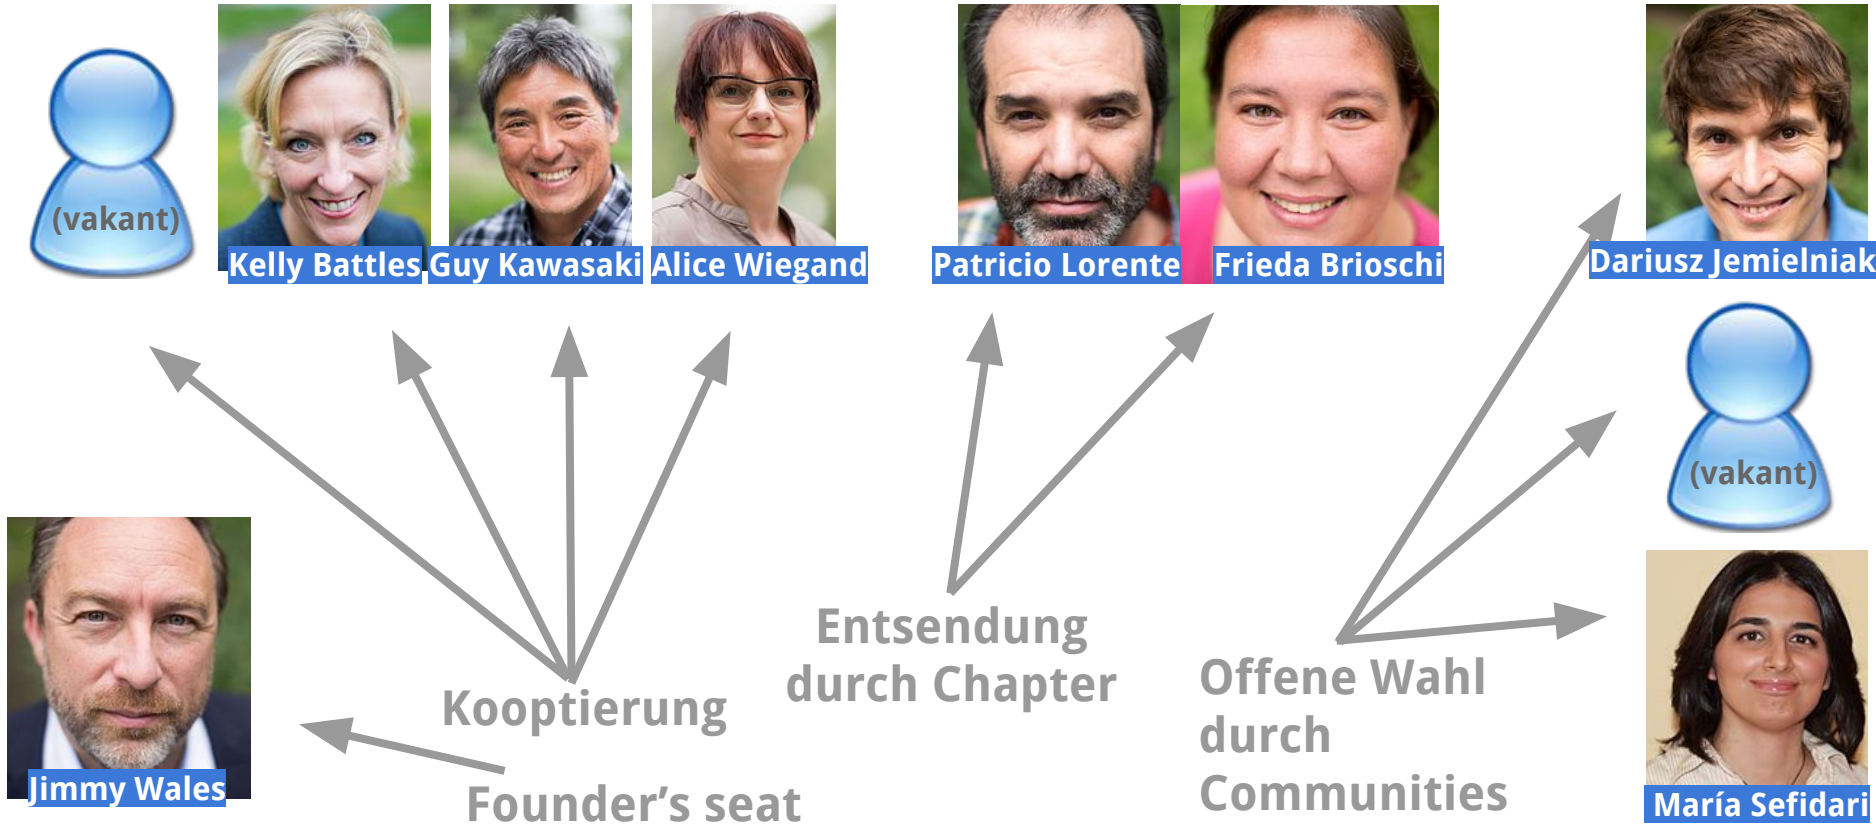 (vakant)
Kelly Battles
Guy Kawasaki
Alice Wiegand
Patricio Lorente
Frieda Brioschi
Dariusz Jemielniak
(vakant)
Jimmy Wales
Kooptierung
Founder’s seat
Entsendung
durch Chapter
Offene Wahl
durch
Communities
María Sefidari